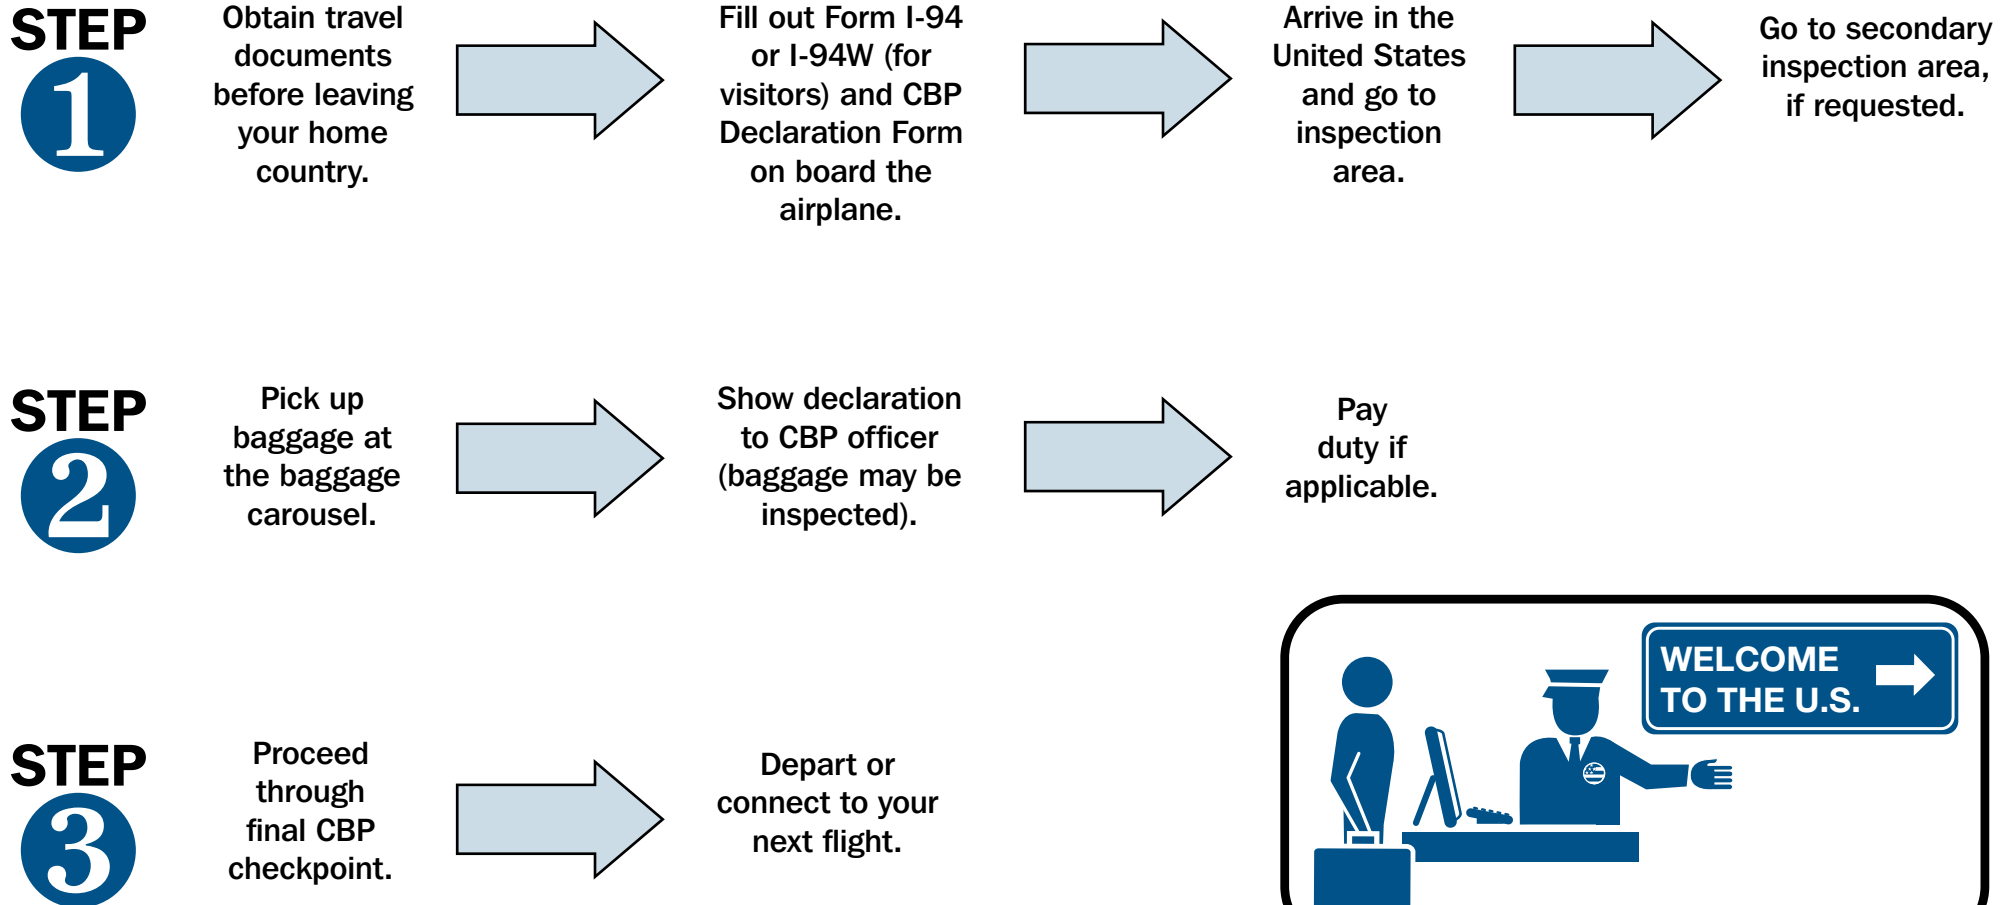 STEP
1
Obtain travel
documents
before leaving
your home
country.
Fill out Form I-94
or I-94W (for
visitors) and CBP
Declaration Form
on board the
airplane.
Arrive in the
United States
and go to
inspection
area.
Go to secondary
inspection area,
if requested.
STEP
2
Pick up
baggage at
the baggage
carousel.
Show declaration
to CBP officer
(baggage may be
inspected).
Pay
duty if
applicable.
STEP
3
Proceed
through
final CBP
checkpoint.
Depart or
connect to your
next flight.
WELCOME
TO THE U.S.